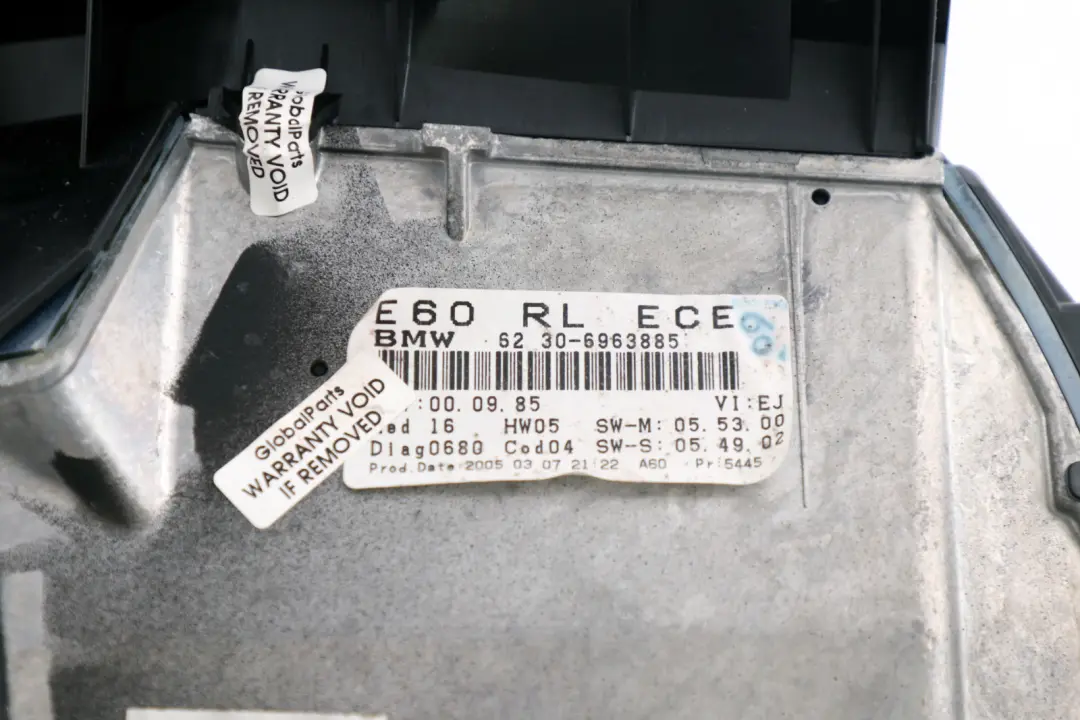 GlobalParts
WARRANTY VOID
REMOVED
E60 RL ECE
BMW 62 30-6963885
:00.09.85 VI:EJ
16 HW05 SW-M: 05.53.00
Diag0680 Cod04 SW-S: 05.49.02
Prod.Date 2005 03 07 21:22 A60 Pr:5445
GlobalParts
WARRANTY VOID
IF REMOVED